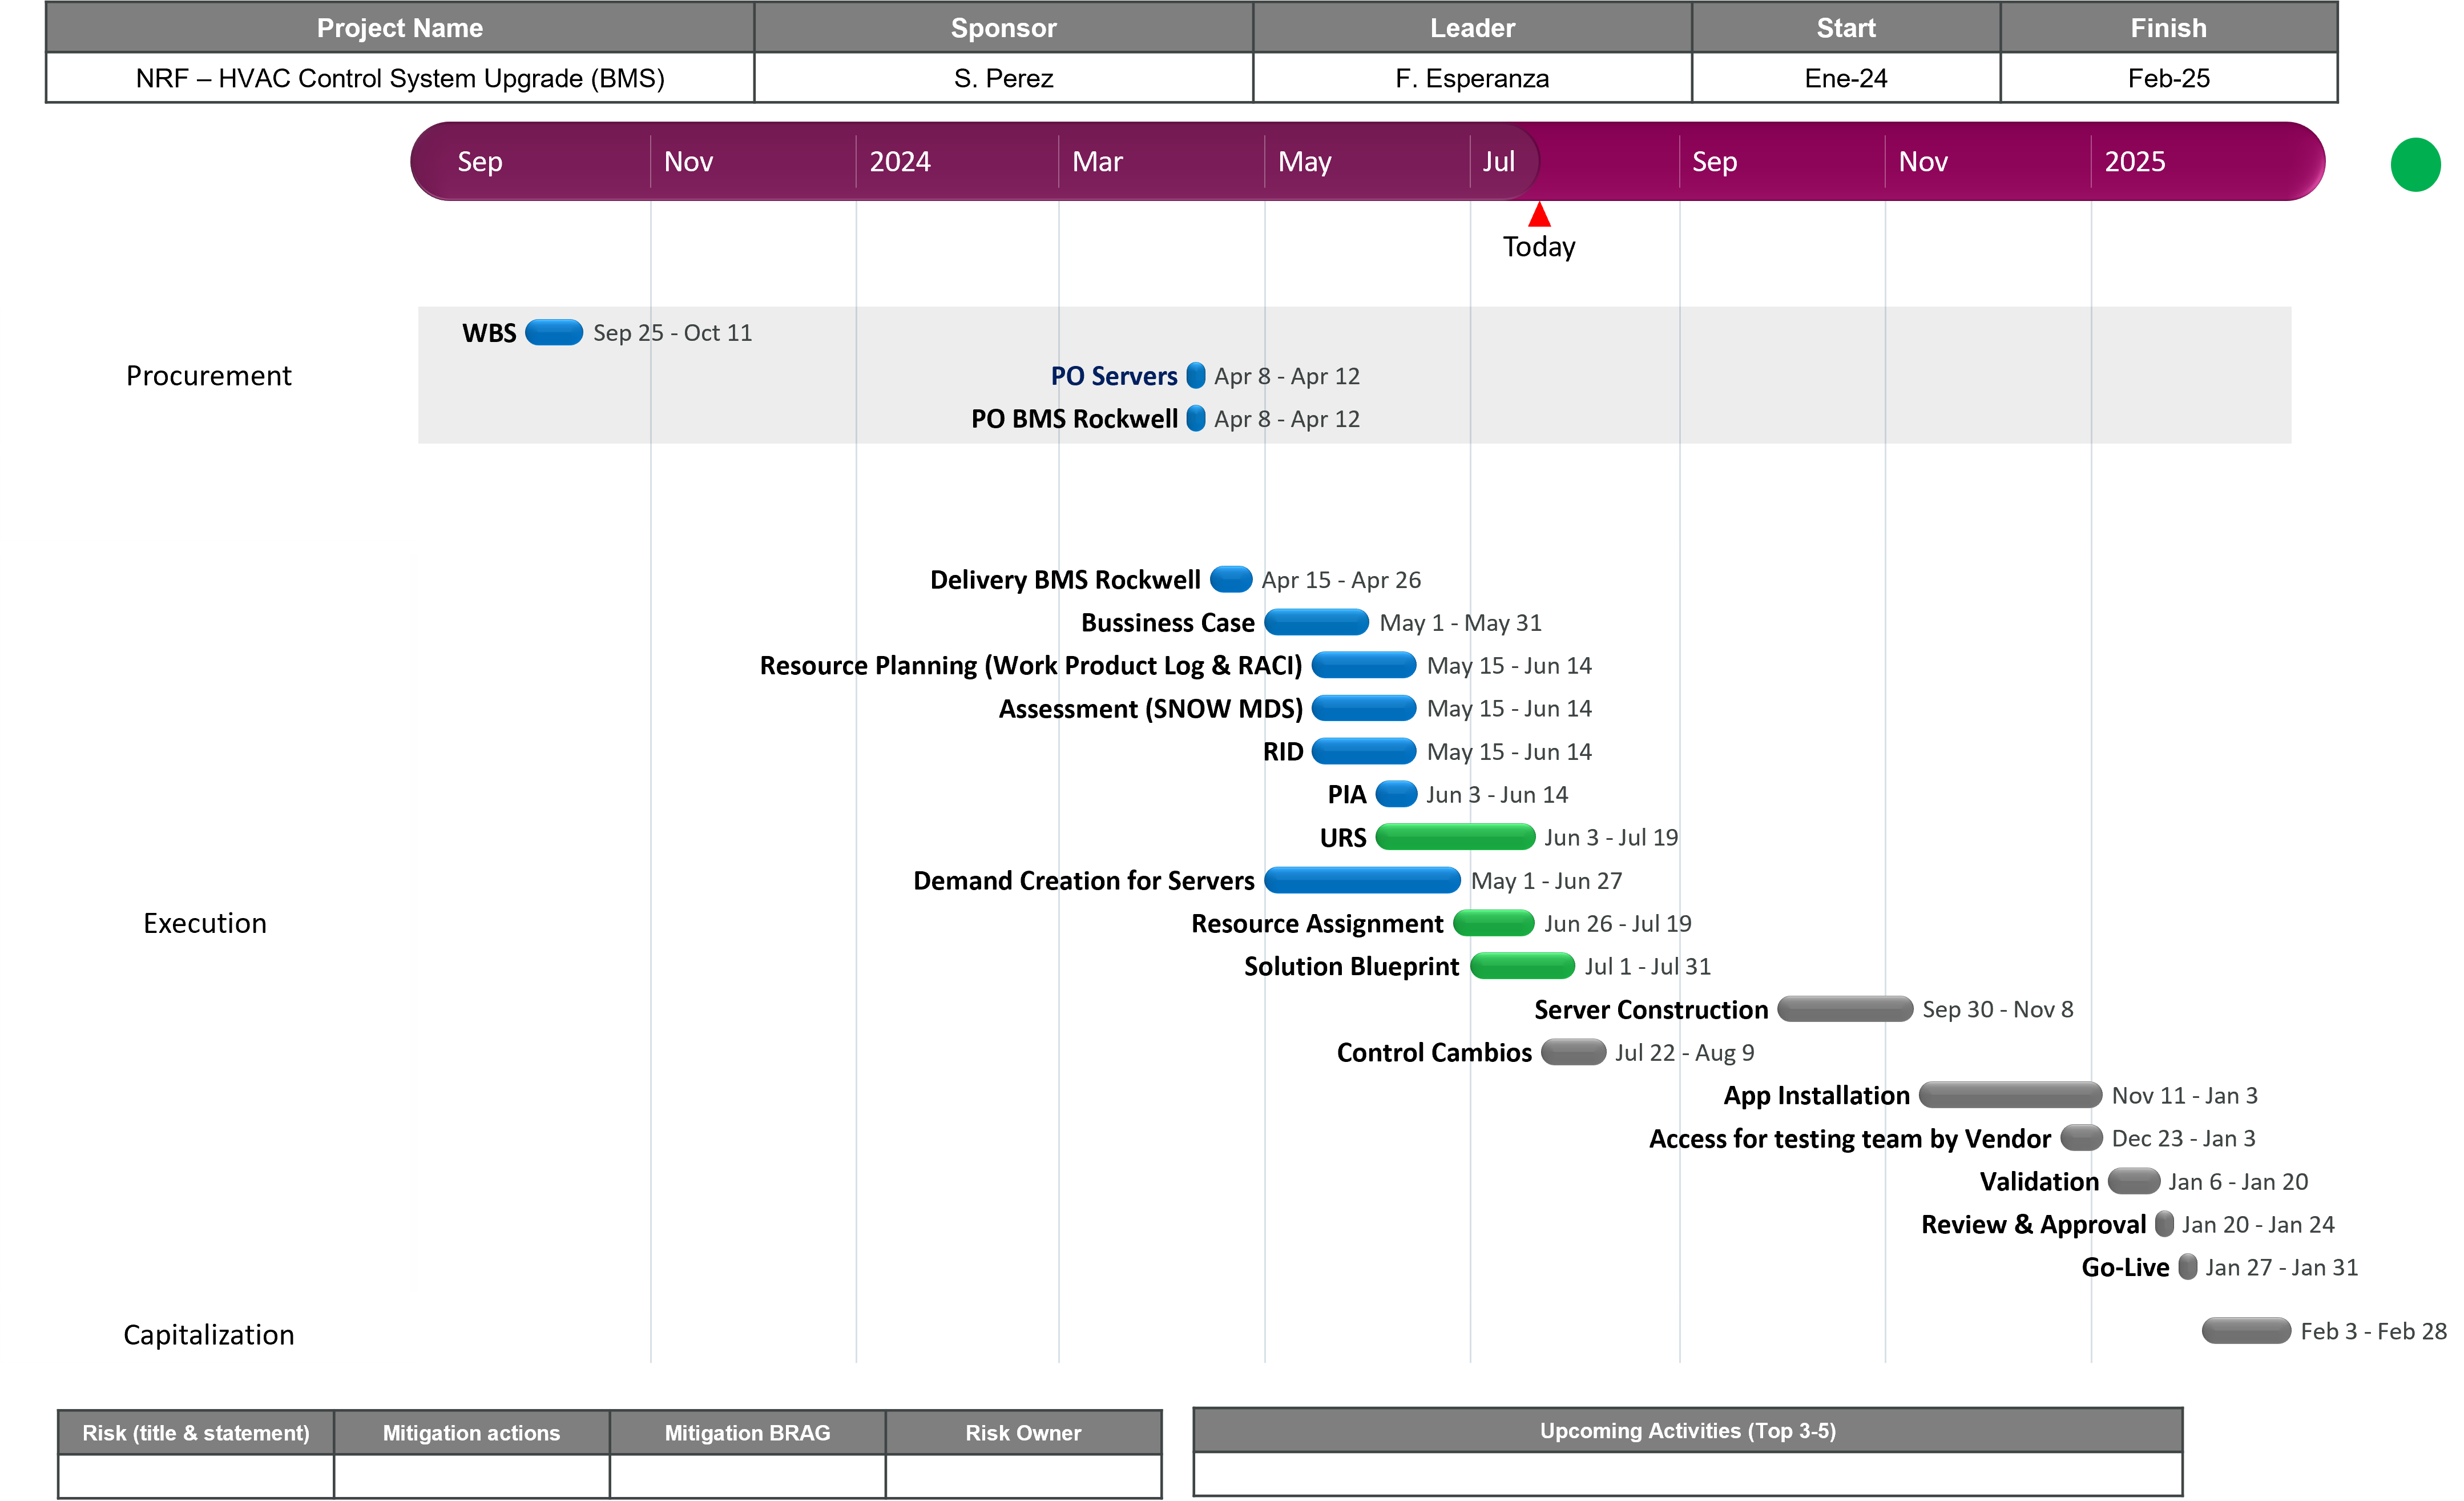 Project Name Sponsor Leader Start Finish
NRF – HVAC Control System Upgrade (BMS) S. Perez F. Esperanza Ene-24 Feb-25
Sep Nov 2024 Mar May Jul Sep Nov 2025
Today
Procurement
WBS Sep 25 - Oct 11
PO Servers Apr 8 - Apr 12
PO BMS Rockwell Apr 8 - Apr 12
Execution
Delivery BMS Rockwell Apr 15 - Apr 26
Bussiness Case May 1 - May 31
Resource Planning (Work Product Log & RACI) May 15 - Jun 14
Assessment (SNOW MDS) May 15 - Jun 14
RID May 15 - Jun 14
PIA Jun 3 - Jun 14
URS Jun 3 - Jul 19
Demand Creation for Servers May 1 - Jun 27
Resource Assignment Jun 26 - Jul 19
Solution Blueprint Jul 1 - Jul 31
Server Construction Sep 30 - Nov 8
Control Cambios Jul 22 - Aug 9
App Installation Nov 11 - Jan 3
Access for testing team by Vendor Dec 23 - Jan 3
Validation Jan 6 - Jan 20
Review & Approval Jan 20 - Jan 24
Go-Live Jan 27 - Jan 31
Capitalization Feb 3 - Feb 28
Risk (title & statement) Mitigation actions Mitigation BRAG Risk Owner
Upcoming Activities (Top 3-5)